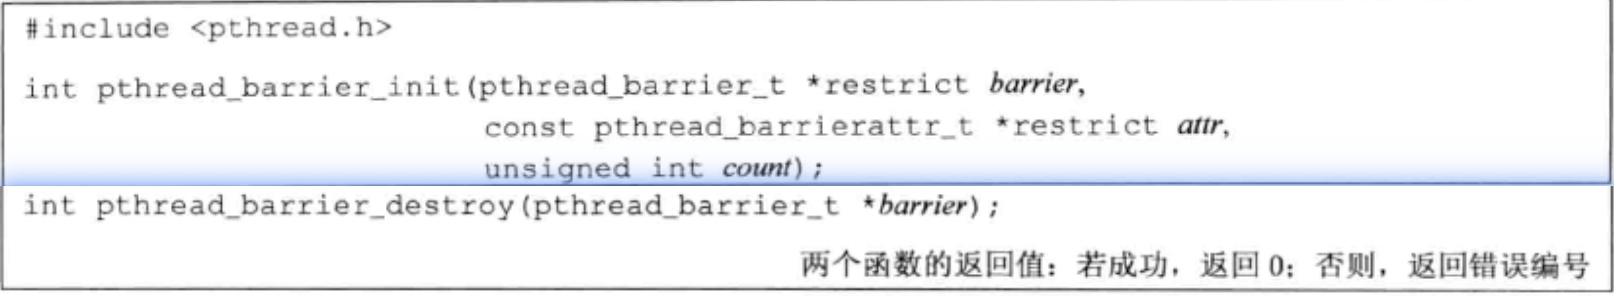 #include <pthread.h>
int pthread_barrier_init(pthread_barrier_t *restrict barrier,
const pthread_barrierattr_t *restrict attr,
unsigned int count);
int pthread_barrier_destroy(pthread_barrier_t *barrier);
两个函数的返回值：若成功，返回 0；否则，返回错误编号